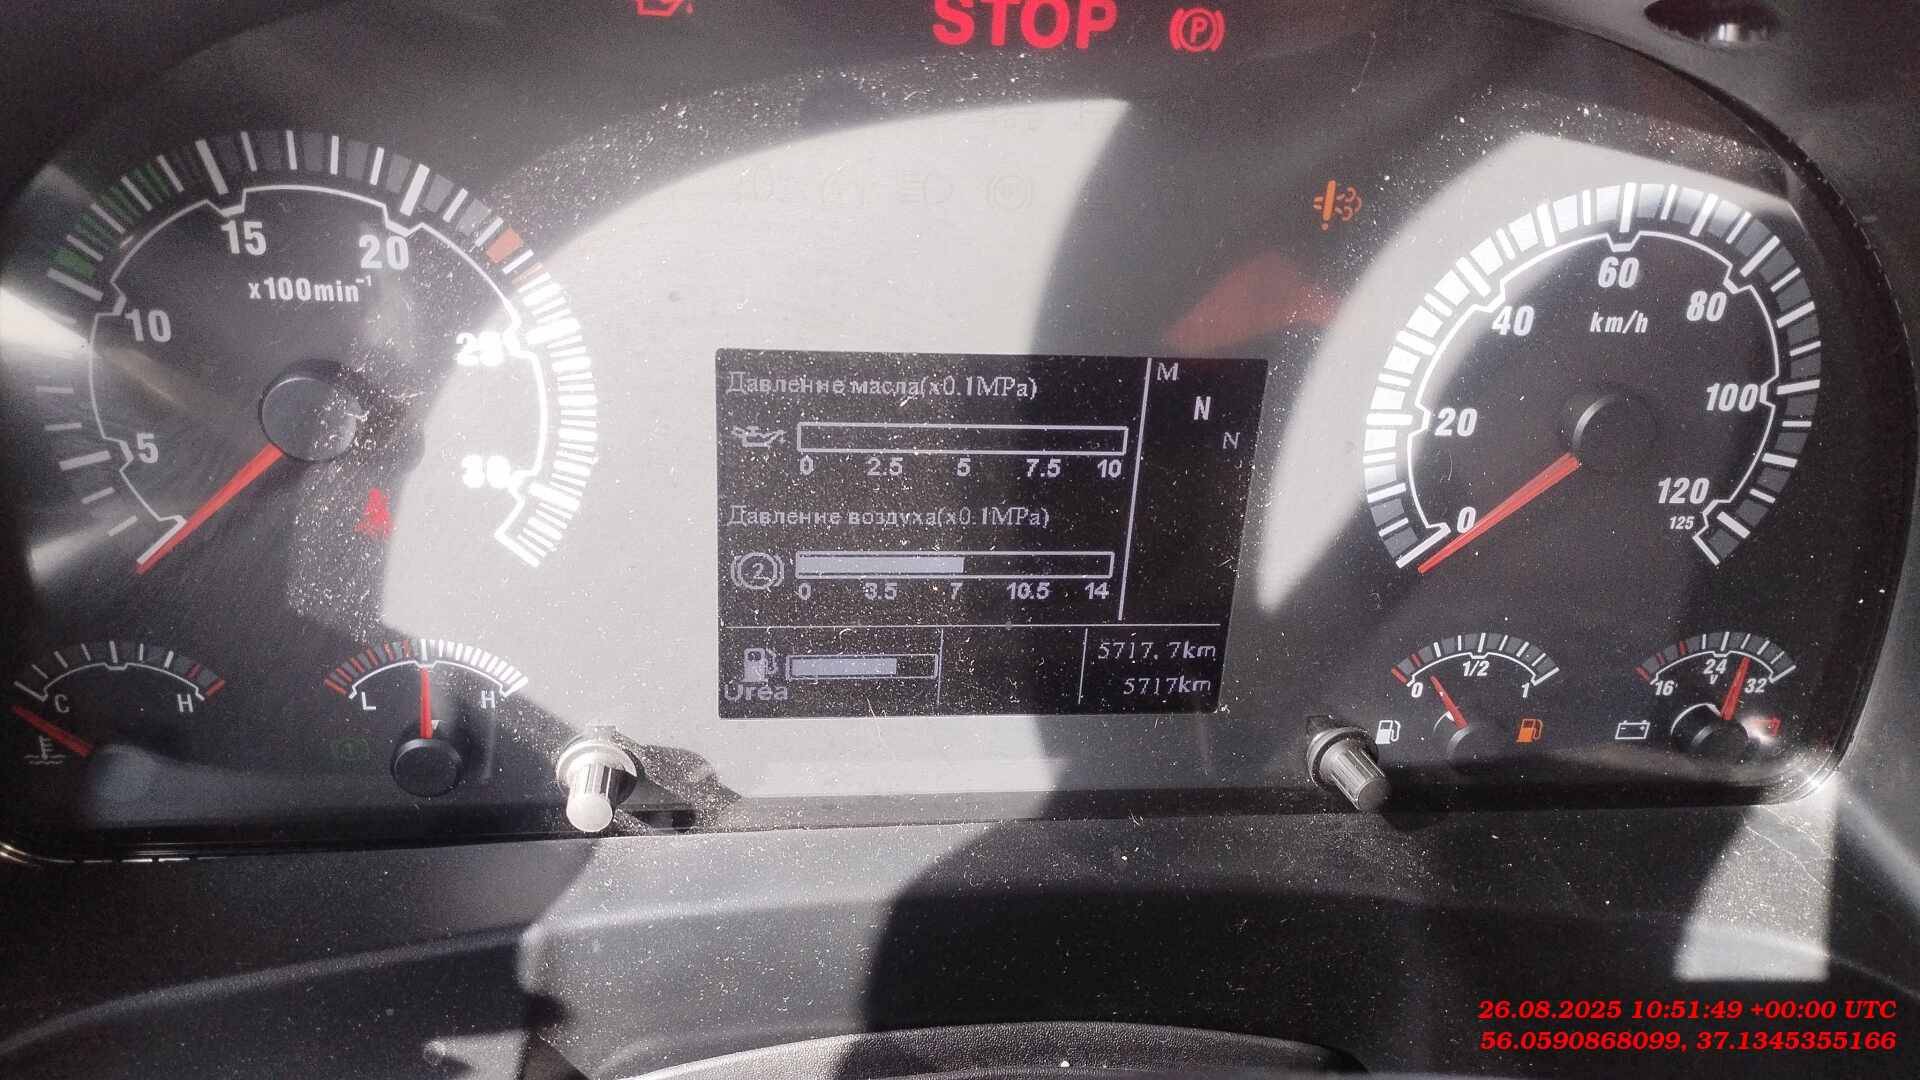 STOP
P
15
20
x100min⁻¹
10
25
5
30
60
40
80
km/h
20
100
0
120
125
Давление масла(x0.1MPa)
M
N
N
0 2.5 5 7.5 10
Давление воздуха(x0.1MPa)
2
0 3.5 7 10.5 14
Urea
5717.7km
5717km
C H
L H
1
0 1/2 1
16 24 32
V
26.08.2025 10:51:49 +00:00 UTC
56.0590868099, 37.1345355166